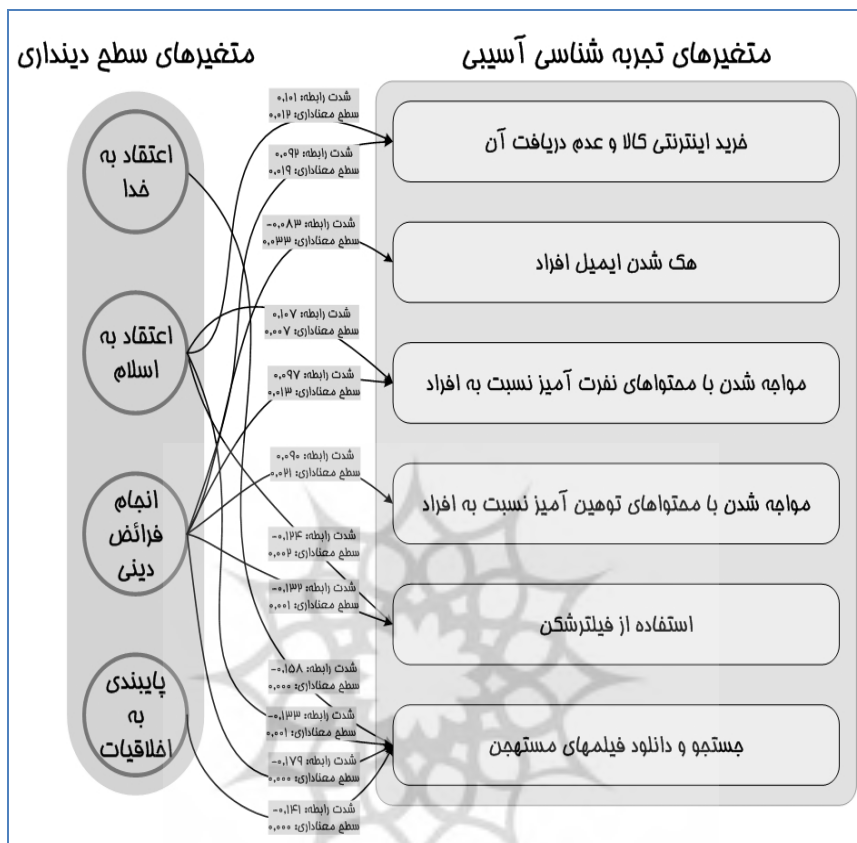 متغیرهای تجربه شناسی آسیبی
خرید اینترنتی کالا و عدم دریافت آن
هک شدن ایمیل افراد
مواجه شدن با محتواهای نفرت آمیز نسبت به افراد
مواجه شدن با محتواهای توهین آمیز نسبت به افراد
استفاده از فیلترشکن
جستجو و دانلود فیلمهای مستهجن
شدت رابطه: ۰,۱۰۱
سطح معناداری: ۰,۰۱۲
شدت رابطه: ۰,۰۹۲
سطح معناداری: ۰,۰۱۹
شدت رابطه: ۰,۰۸۳-
سطح معناداری: ۰,۰۳۳
شدت رابطه: ۰,۱۰۷
سطح معناداری: ۰,۰۰۷
شدت رابطه: ۰,۰۹۷
سطح معناداری: ۰,۰۱۳
شدت رابطه: ۰,۰۹۰
سطح معناداری: ۰,۰۲۱
شدت رابطه: ۰,۱۲۴-
سطح معناداری: ۰,۰۰۲
شدت رابطه: ۰,۱۳۲-
سطح معناداری: ۰,۰۰۱
شدت رابطه: ۰,۱۵۸-
سطح معناداری: ۰,۰۰۰
شدت رابطه: ۰,۱۳۳-
سطح معناداری: ۰,۰۰۱
شدت رابطه: ۰,۱۷۹-
سطح معناداری: ۰,۰۰۰
شدت رابطه: ۰,۱۴۱-
سطح معناداری: ۰,۰۰۰
متغیرهای سطح دینداری
اعتقاد به
خدا
اعتقاد به
اسلام
انجام
فرائض
دینی
پایبندی
به
اخلاقیات